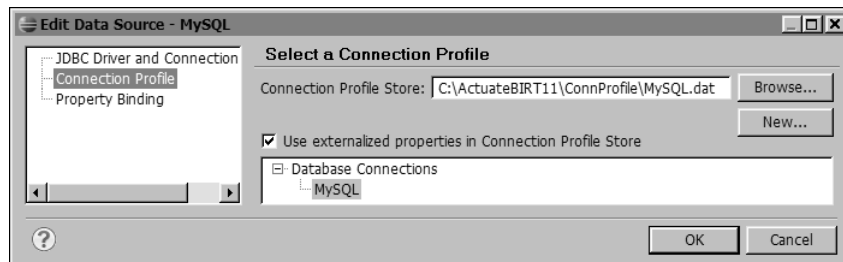 Edit Data Source - MySQL
JDBC Driver and Connection
Connection Profile
Property Binding
Select a Connection Profile
Connection Profile Store: C:\ActuateBIRT11\ConnProfile\MySQL.dat Browse...
New...
Use externalized properties in Connection Profile Store
Database Connections
MySQL
? OK Cancel